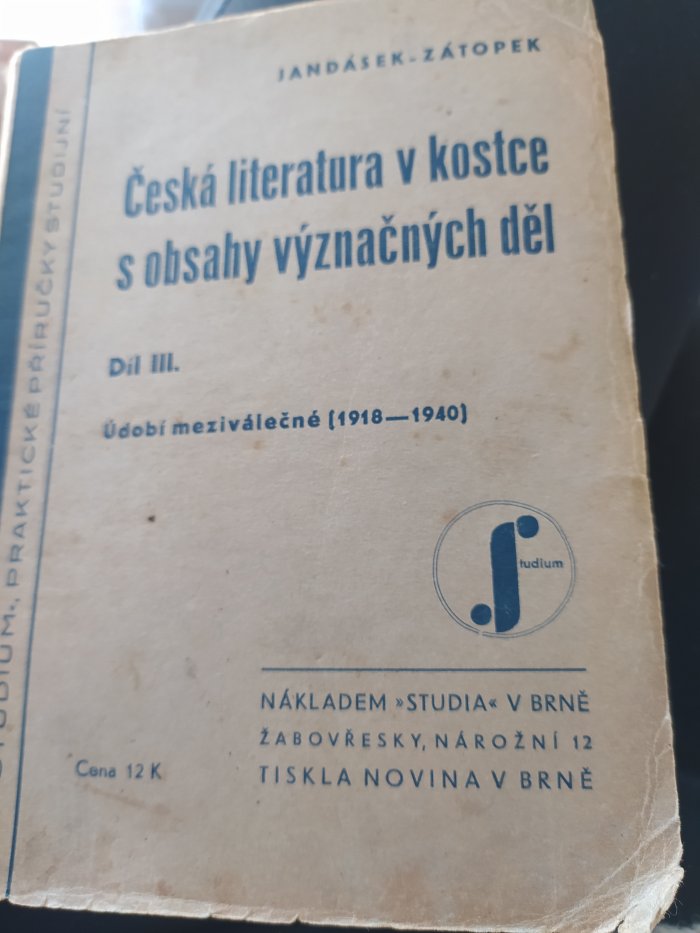 JANDÁSEK-ZÁTOPEK
Česká literatura v kostce
s obsahy význačných děl
Díl III.
Údobí meziválečné (1918—1940)
Studium
NÁKLADEM »STUDIA« V BRNĚ
ŽABOVŘESKY, NÁROŽNÍ 12
Cena 12 K
TISKLA NOVINA V BRNĚ
STUDIUM«, PRAKTICKÉ PŘÍRUČKY STUDIJNÍ